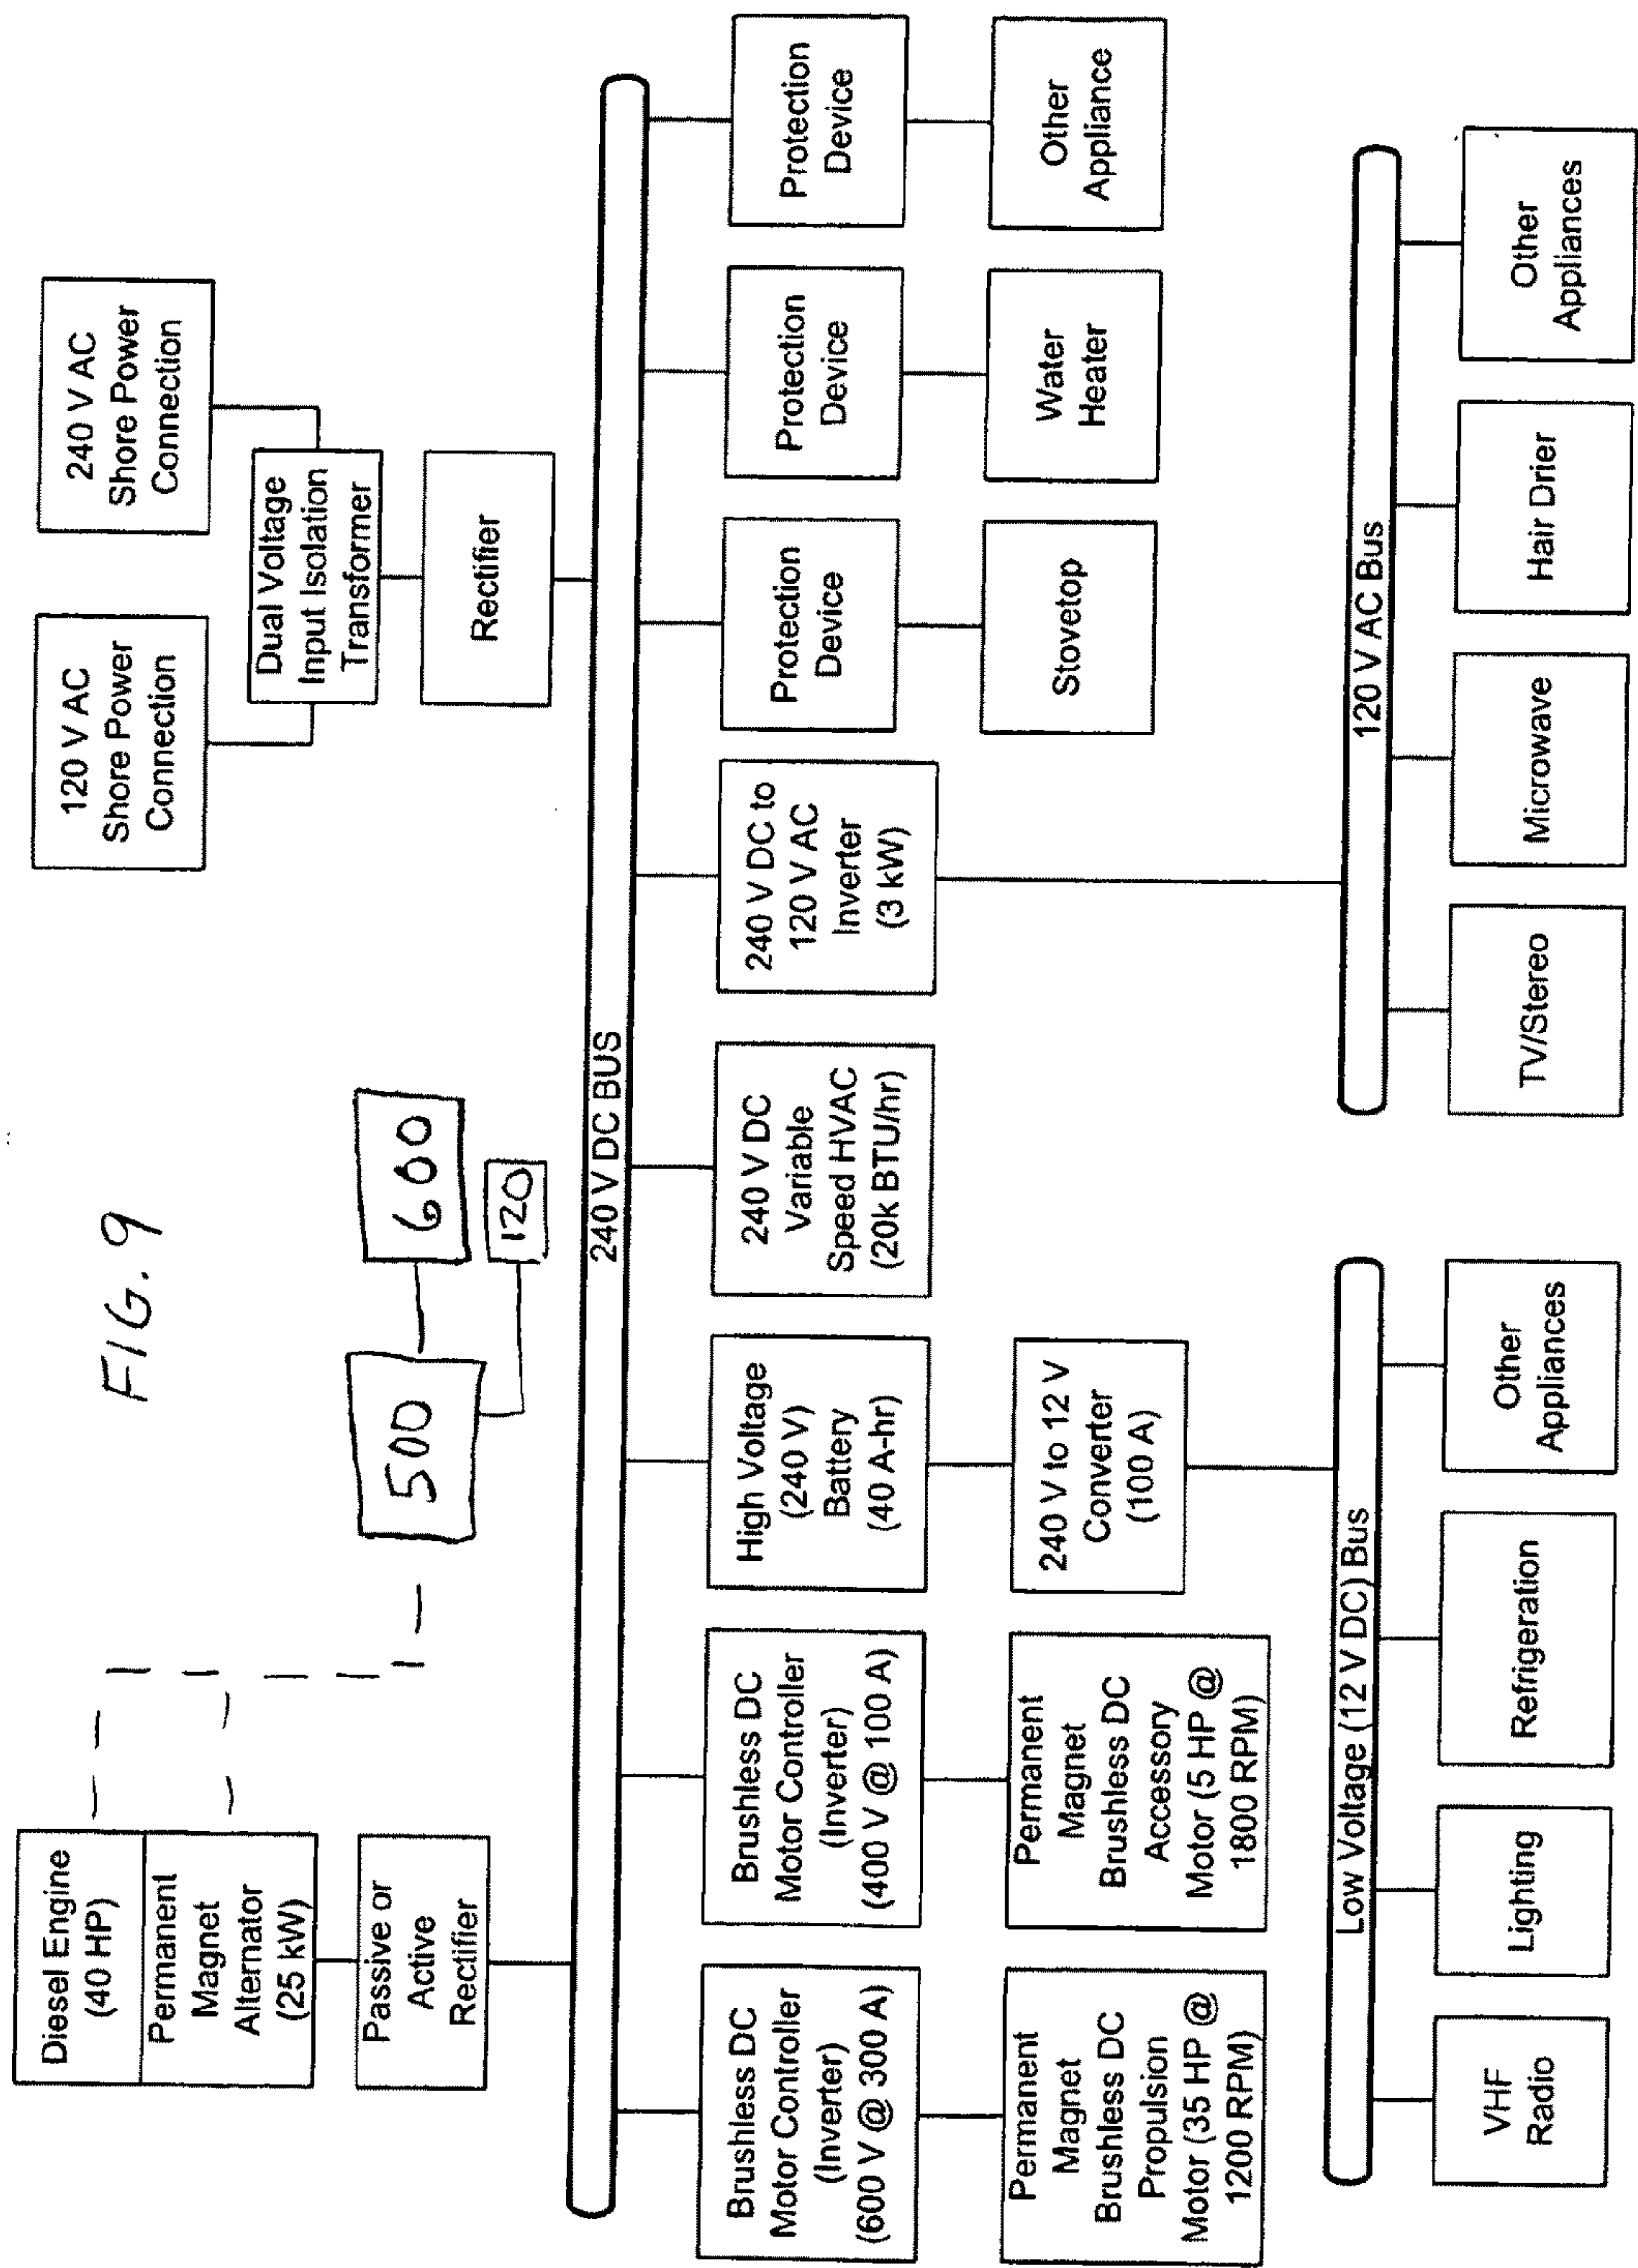 FIG. 9
Diesel Engine
(40 HP)
Permanent
Magnet
Alternator
(25 kW)
Passive or
Active
Rectifier
500
600
120
120 V AC
Shore Power
Connection
240 V AC
Shore Power
Connection
Dual Voltage
Input Isolation
Transformer
Rectifier
240 V DC BUS
Brushless DC
Motor Controller
(Inverter)
(600 V @ 300 A)
Brushless DC
Motor Controller
(Inverter)
(400 V @ 100 A)
High Voltage
(240 V)
Battery
(40 A-hr)
240 V DC
Variable
Speed HVAC
(20k BTU/hr)
240 V DC to
120 V AC
Inverter
(3 kW)
Protection
Device
Protection
Device
Protection
Device
Permanent
Magnet
Brushless DC
Propulsion
Motor (35 HP @
1200 RPM)
Permanent
Magnet
Brushless DC
Accessory
Motor (5 HP @
1800 RPM)
240 V to 12 V
Converter
(100 A)
Stovetop
Water
Heater
Other
Appliance
Low Voltage (12 V DC) Bus
VHF
Radio
Lighting
Refrigeration
Other
Appliances
120 V AC Bus
TV/Stereo
Microwave
Hair Drier
Other
Appliances